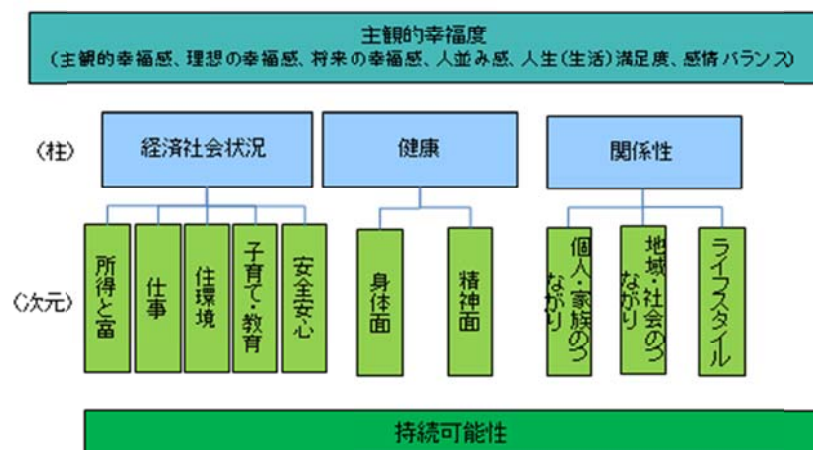 主観的幸福度
(主観的幸福感、理想の幸福感、将来の幸福感、人並み感、人生(生活)満足度、感情バランス)
(柱)
経済社会状況
健康
関係性
(次元)
所得と富
仕事
住環境
子育て・教育
安全安心
身体面
精神面
個人・家族のつ
ながり
地域・社会のつ
ながり
ライフスタイル
持続可能性